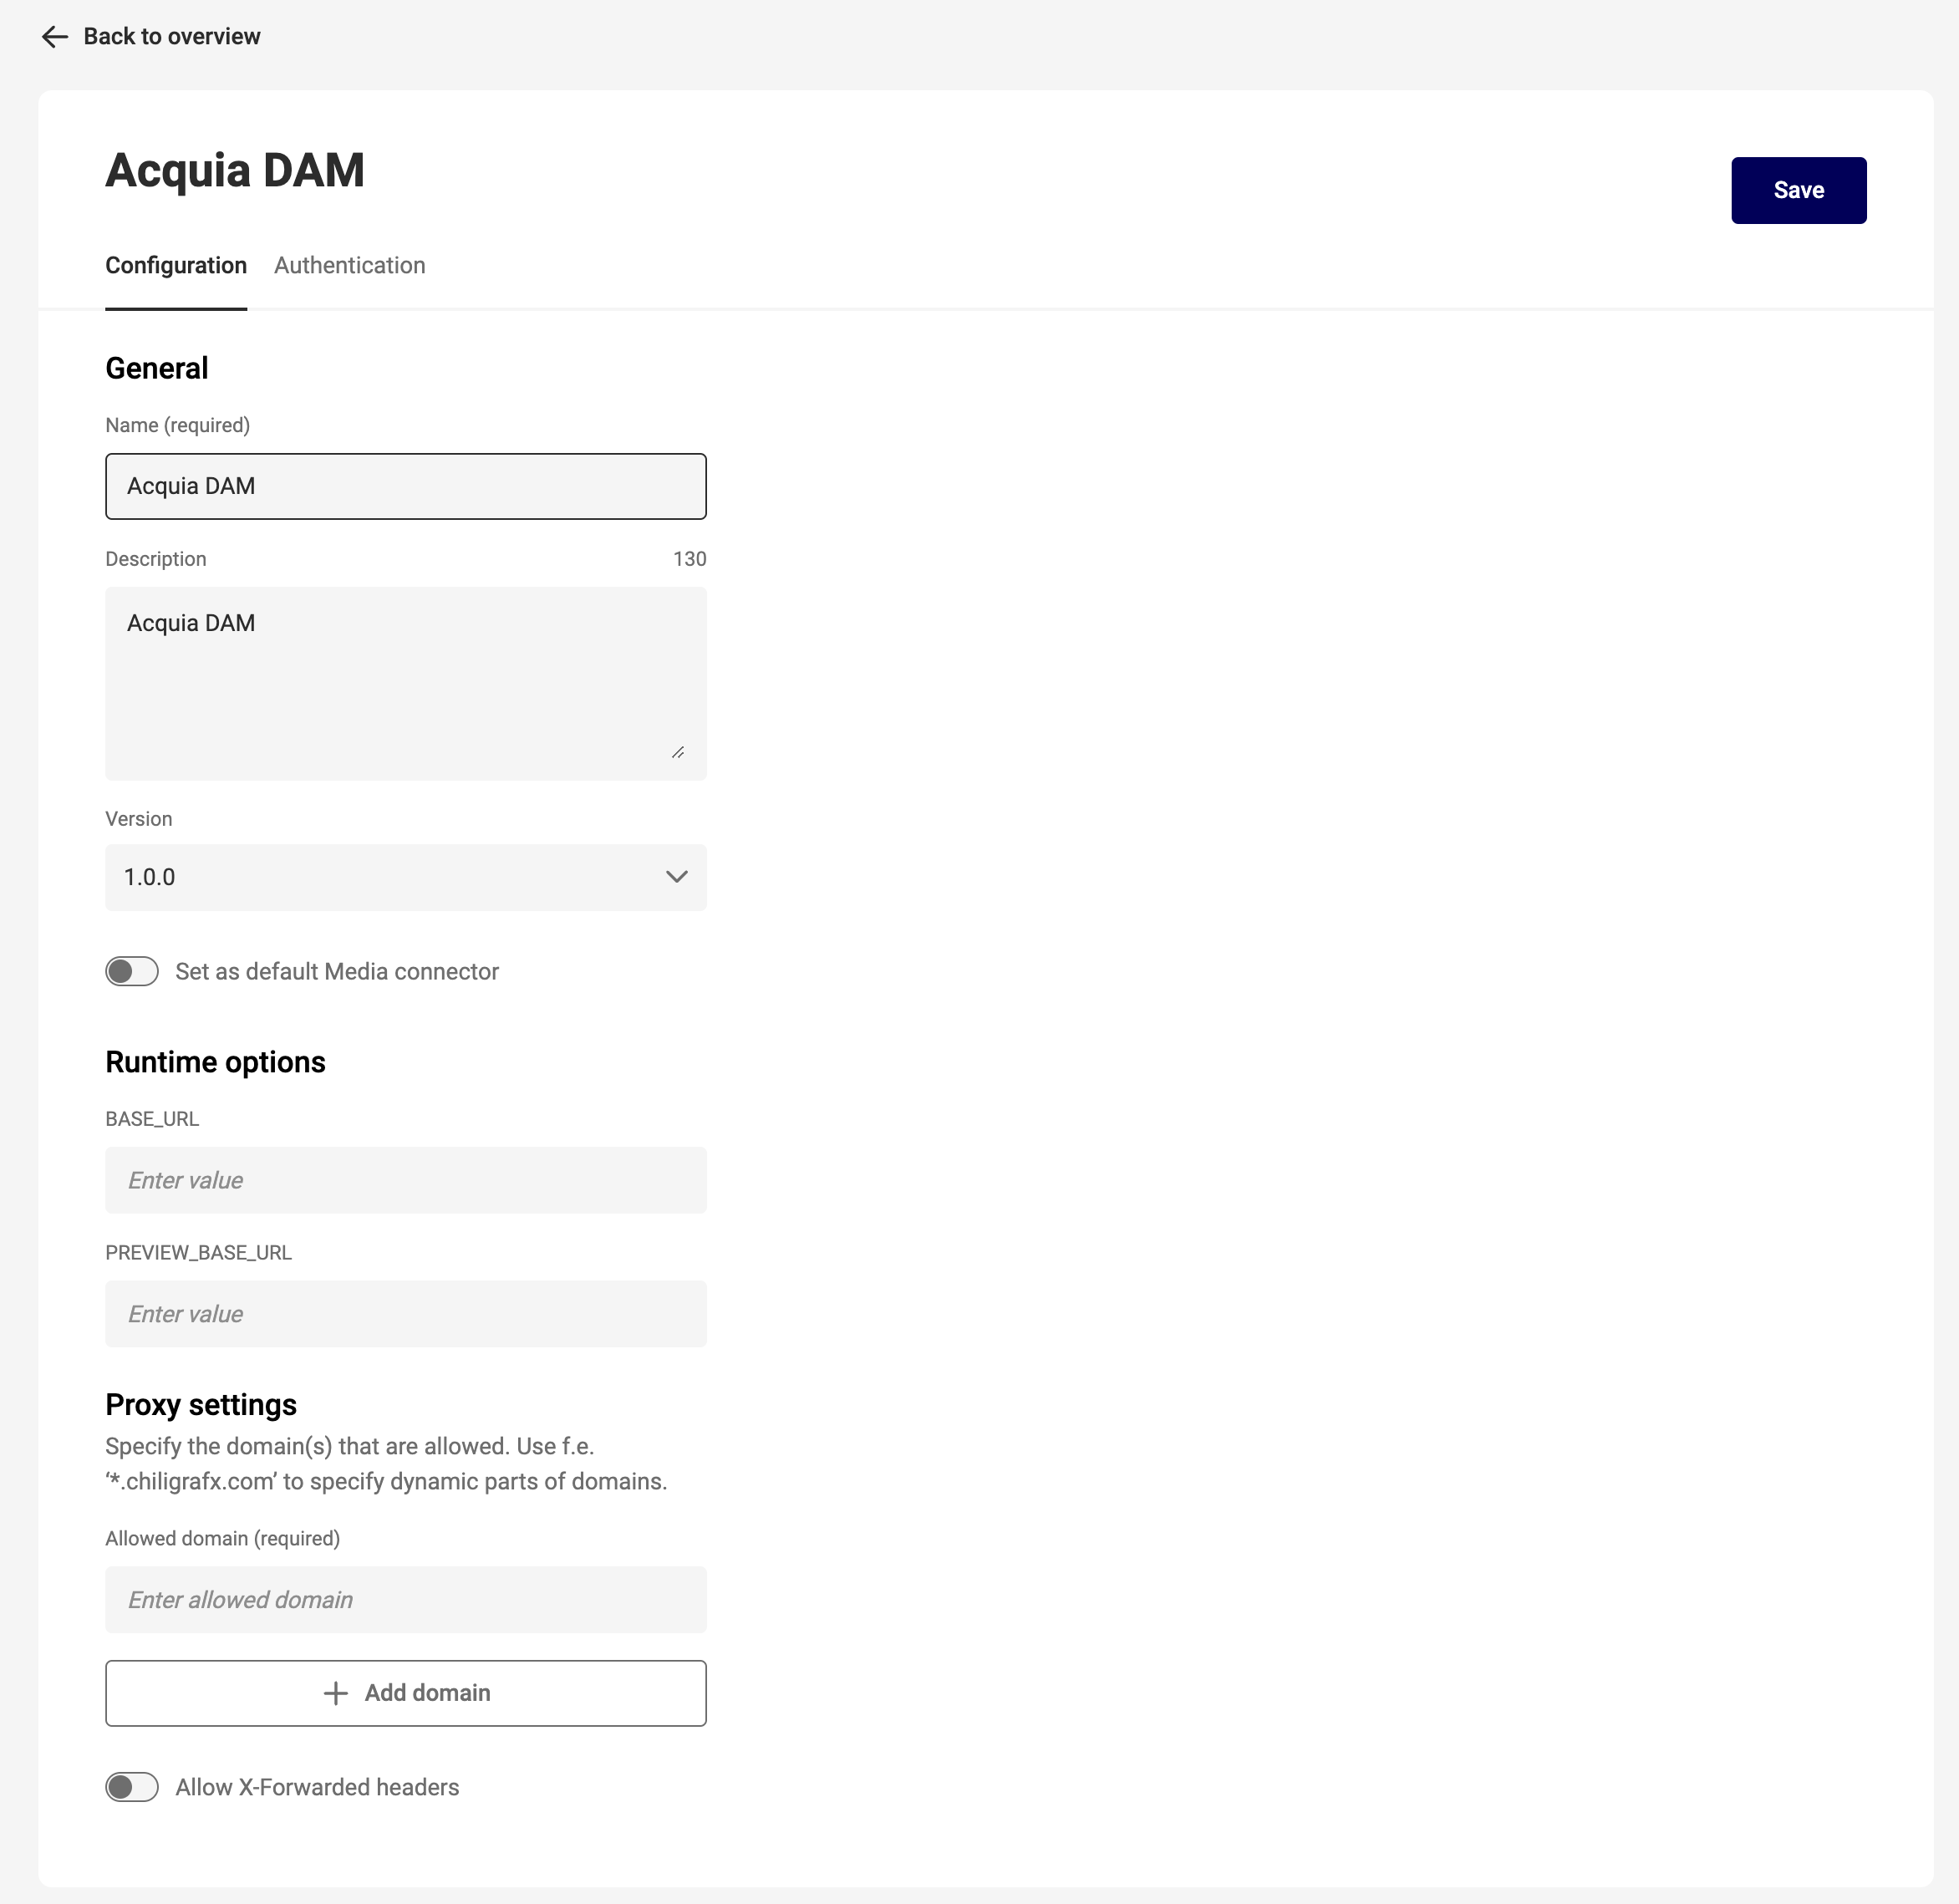 Back to overview
Acquia DAM
Save
Configuration Authentication
General
Name (required)
Acquia DAM
Description 130
Acquia DAM
Version
1.0.0
Set as default Media connector
Runtime options
BASE_URL
Enter value
PREVIEW_BASE_URL
Enter value
Proxy settings
Specify the domain(s) that are allowed. Use f.e.
‘*.chiligrafx.com’ to specify dynamic parts of domains.
Allowed domain (required)
Enter allowed domain
Add domain
Allow X-Forwarded headers